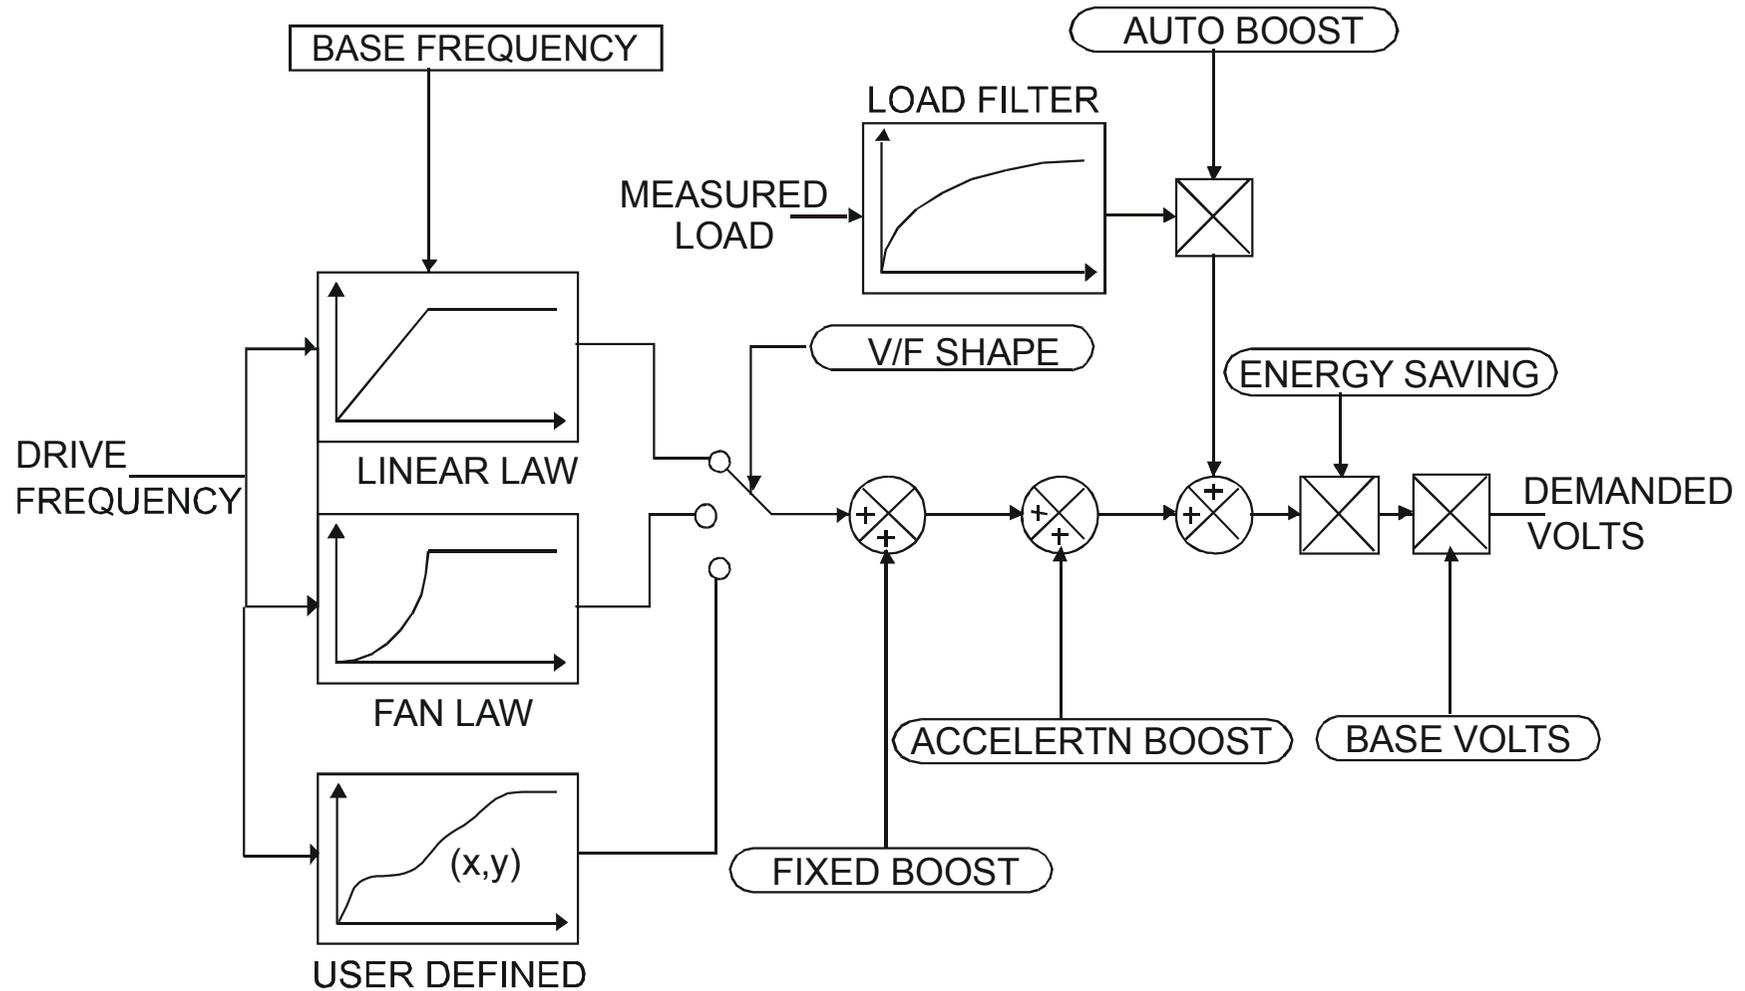 BASE FREQUENCY
AUTO BOOST
LOAD FILTER
MEASURED
LOAD
V/F SHAPE
ENERGY SAVING
DRIVE
FREQUENCY
LINEAR LAW
+
+
+
+
+
+
DEMANDED
VOLTS
FAN LAW
ACCELERTN BOOST
BASE VOLTS
(x,y)
FIXED BOOST
USER DEFINED